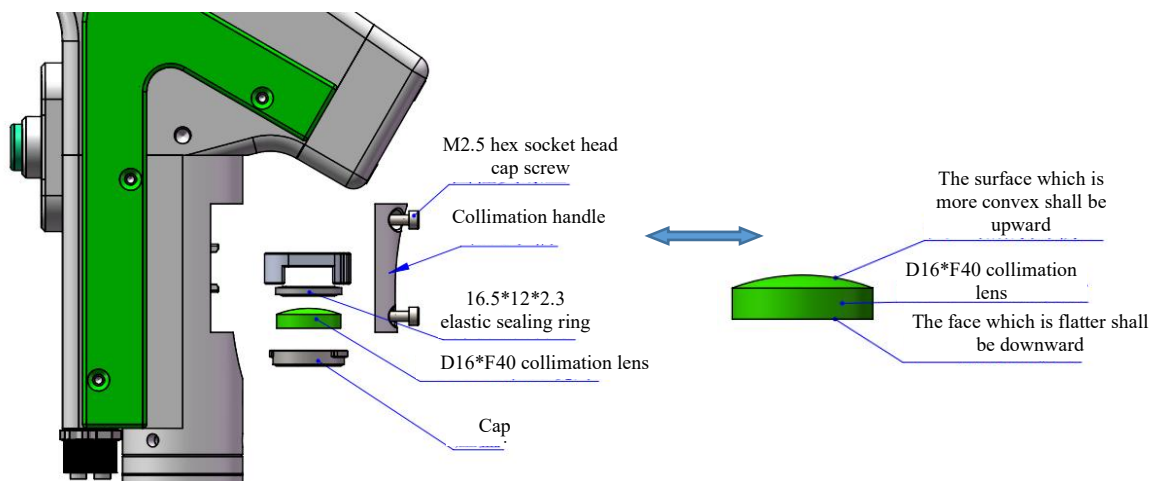 M2.5 hex socket head
cap screw
Collimation handle
16.5*12*2.3
elastic sealing ring
D16*F40 collimation lens
Cap
The surface which is
more convex shall be
upward
D16*F40 collimation
lens
The face which is flatter shall
be downward